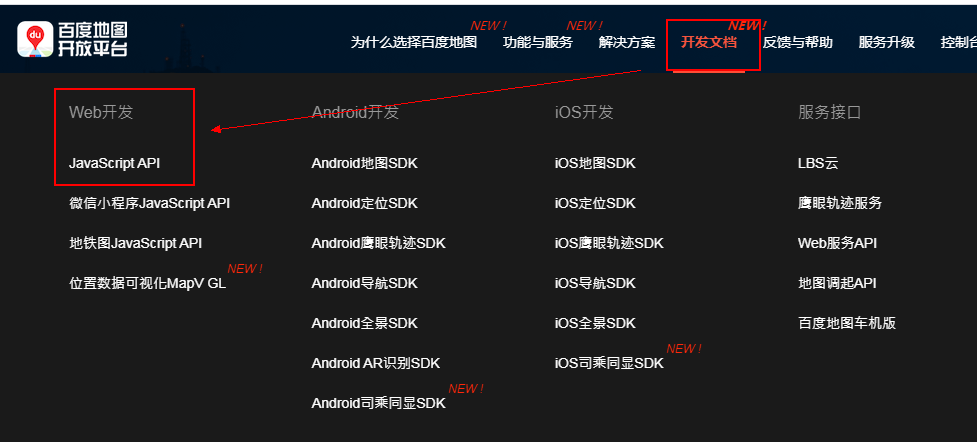 du 百度地图
开放平台
为什么选择百度地图 NEW! 功能与服务 NEW! 解决方案 开发文档 NEW! 反馈与帮助 服务升级 控制台
Web开发
JavaScript API
微信小程序JavaScript API
地铁图JavaScript API
位置数据可视化MapV GL NEW!
Android开发
Android地图SDK
Android定位SDK
Android鹰眼轨迹SDK
Android导航SDK
Android全景SDK
Android AR识别SDK
Android司乘同显SDK NEW!
iOS开发
iOS地图SDK
iOS定位SDK
iOS鹰眼轨迹SDK
iOS导航SDK
iOS全景SDK
iOS司乘同显SDK NEW!
服务接口
LBS云
鹰眼轨迹服务
Web服务API
地图调起API
百度地图车机版